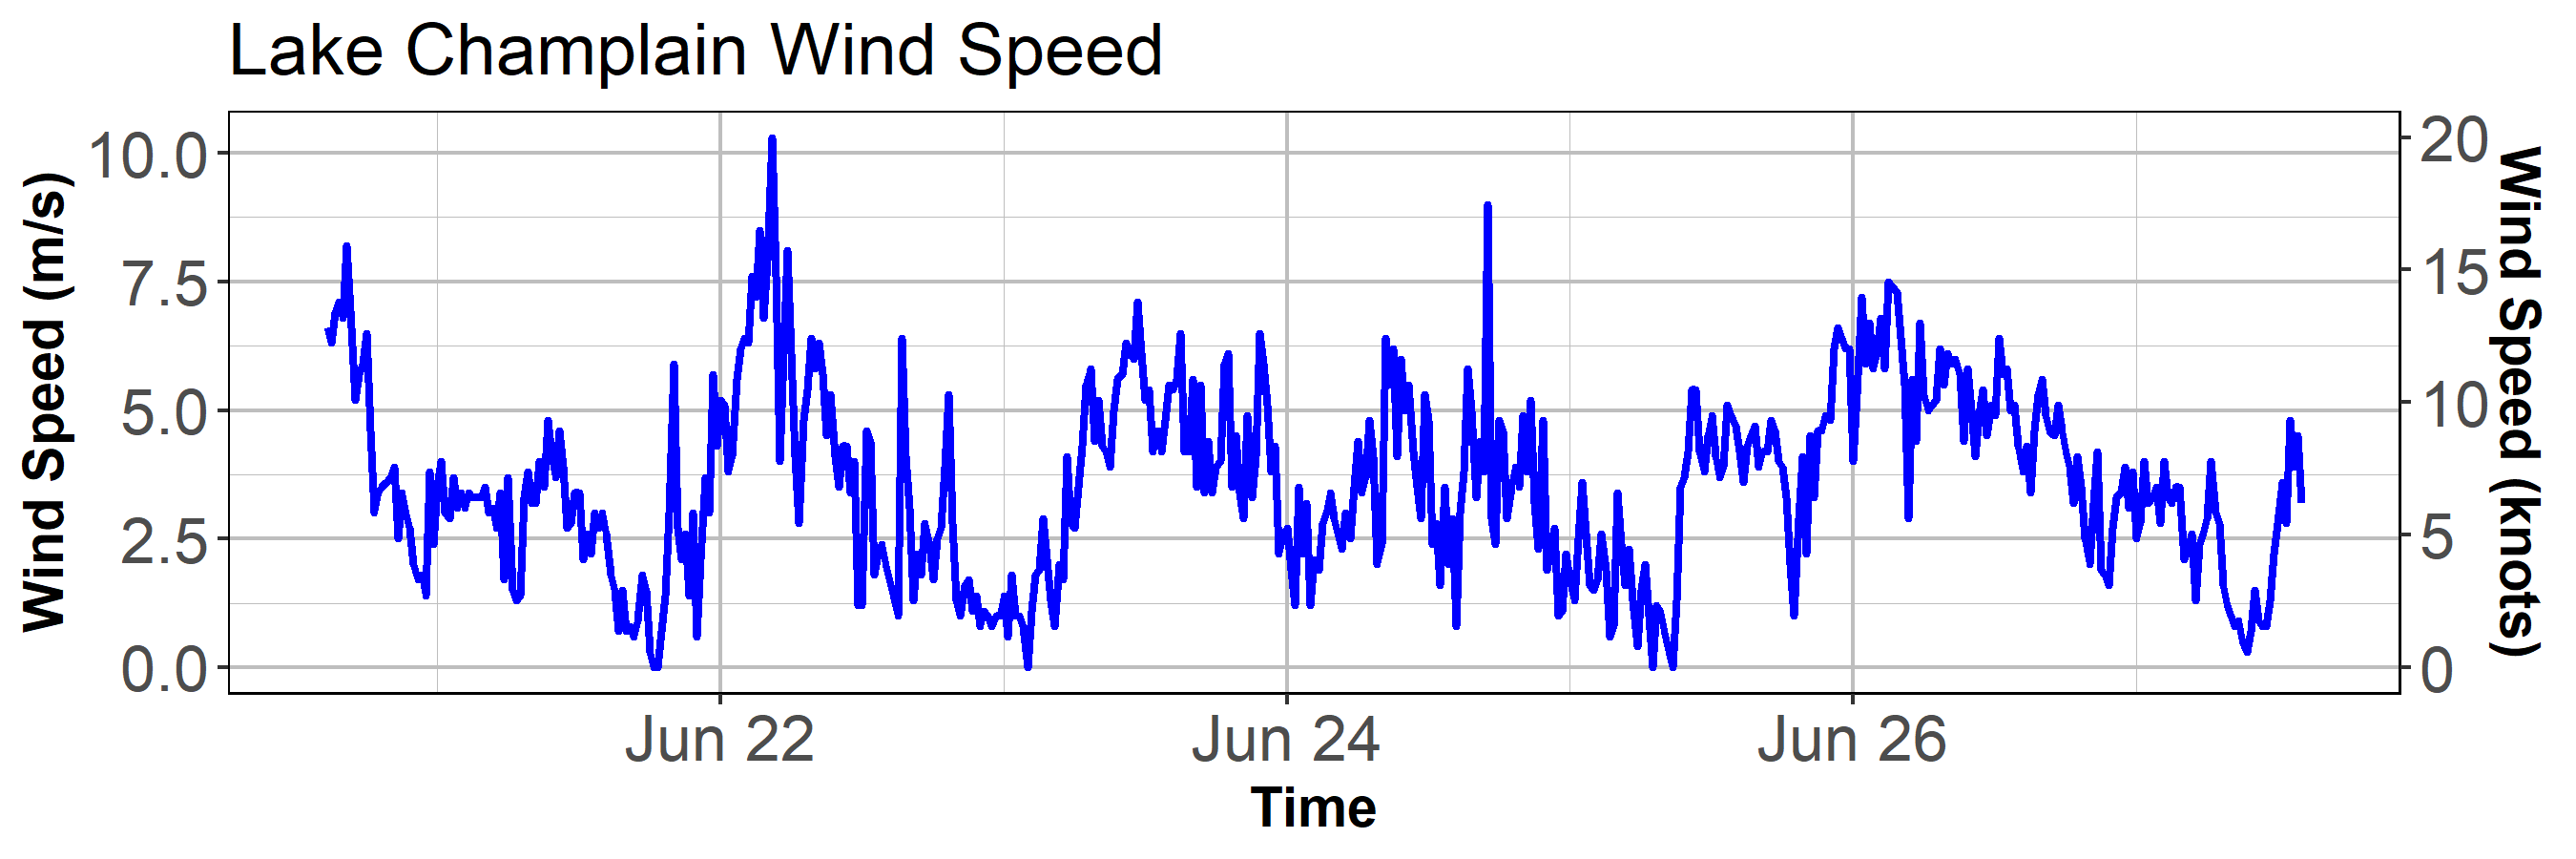 Lake Champlain Wind Speed
Wind Speed (m/s)
10.0
7.5
5.0
2.5
0.0
20
15
10
5
0
Wind Speed (knots)
Jun 22
Jun 24
Jun 26
Time